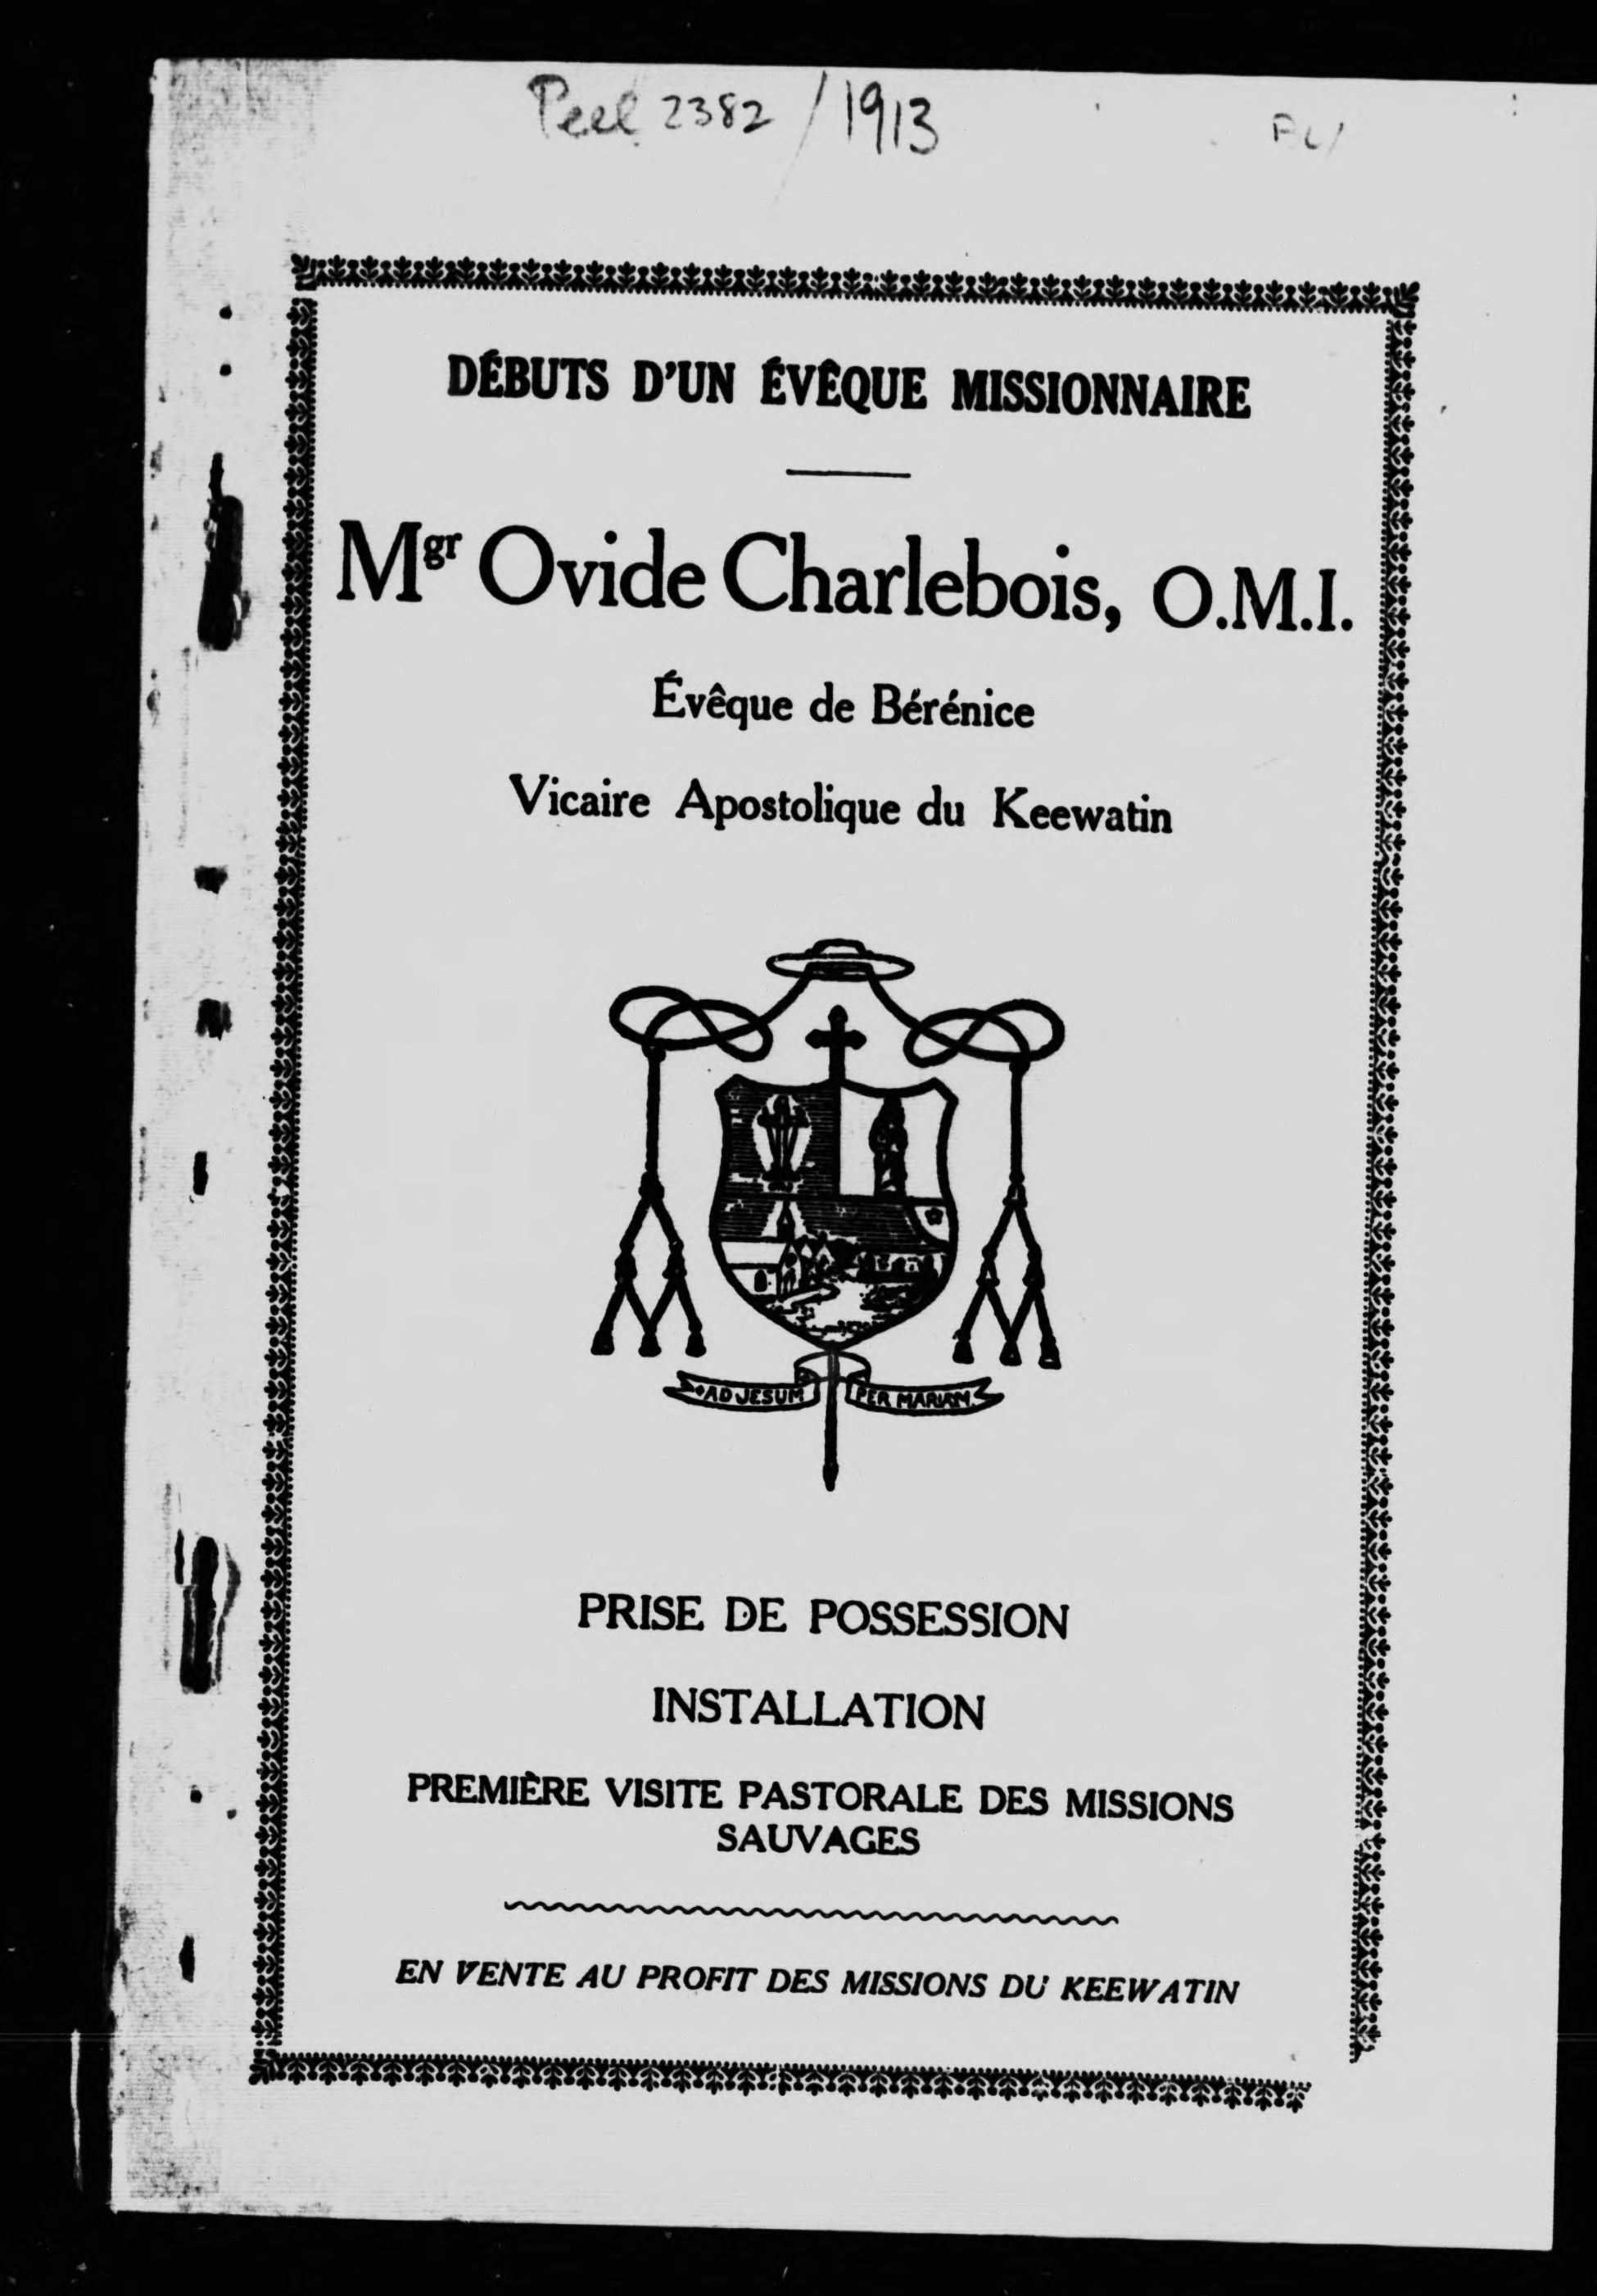 Peel 2382 / 1913
DÉBUTS D'UN ÉVÊQUE MISSIONNAIRE
Mgr Ovide Charlebois, O.M.I.
Évêque de Bérénice
Vicaire Apostolique du Keewatin
AD JESUM PER MARIAM.
PRISE DE POSSESSION
INSTALLATION
PREMIÈRE VISITE PASTORALE DES MISSIONS
SAUVAGES
EN VENTE AU PROFIT DES MISSIONS DU KEEWATIN